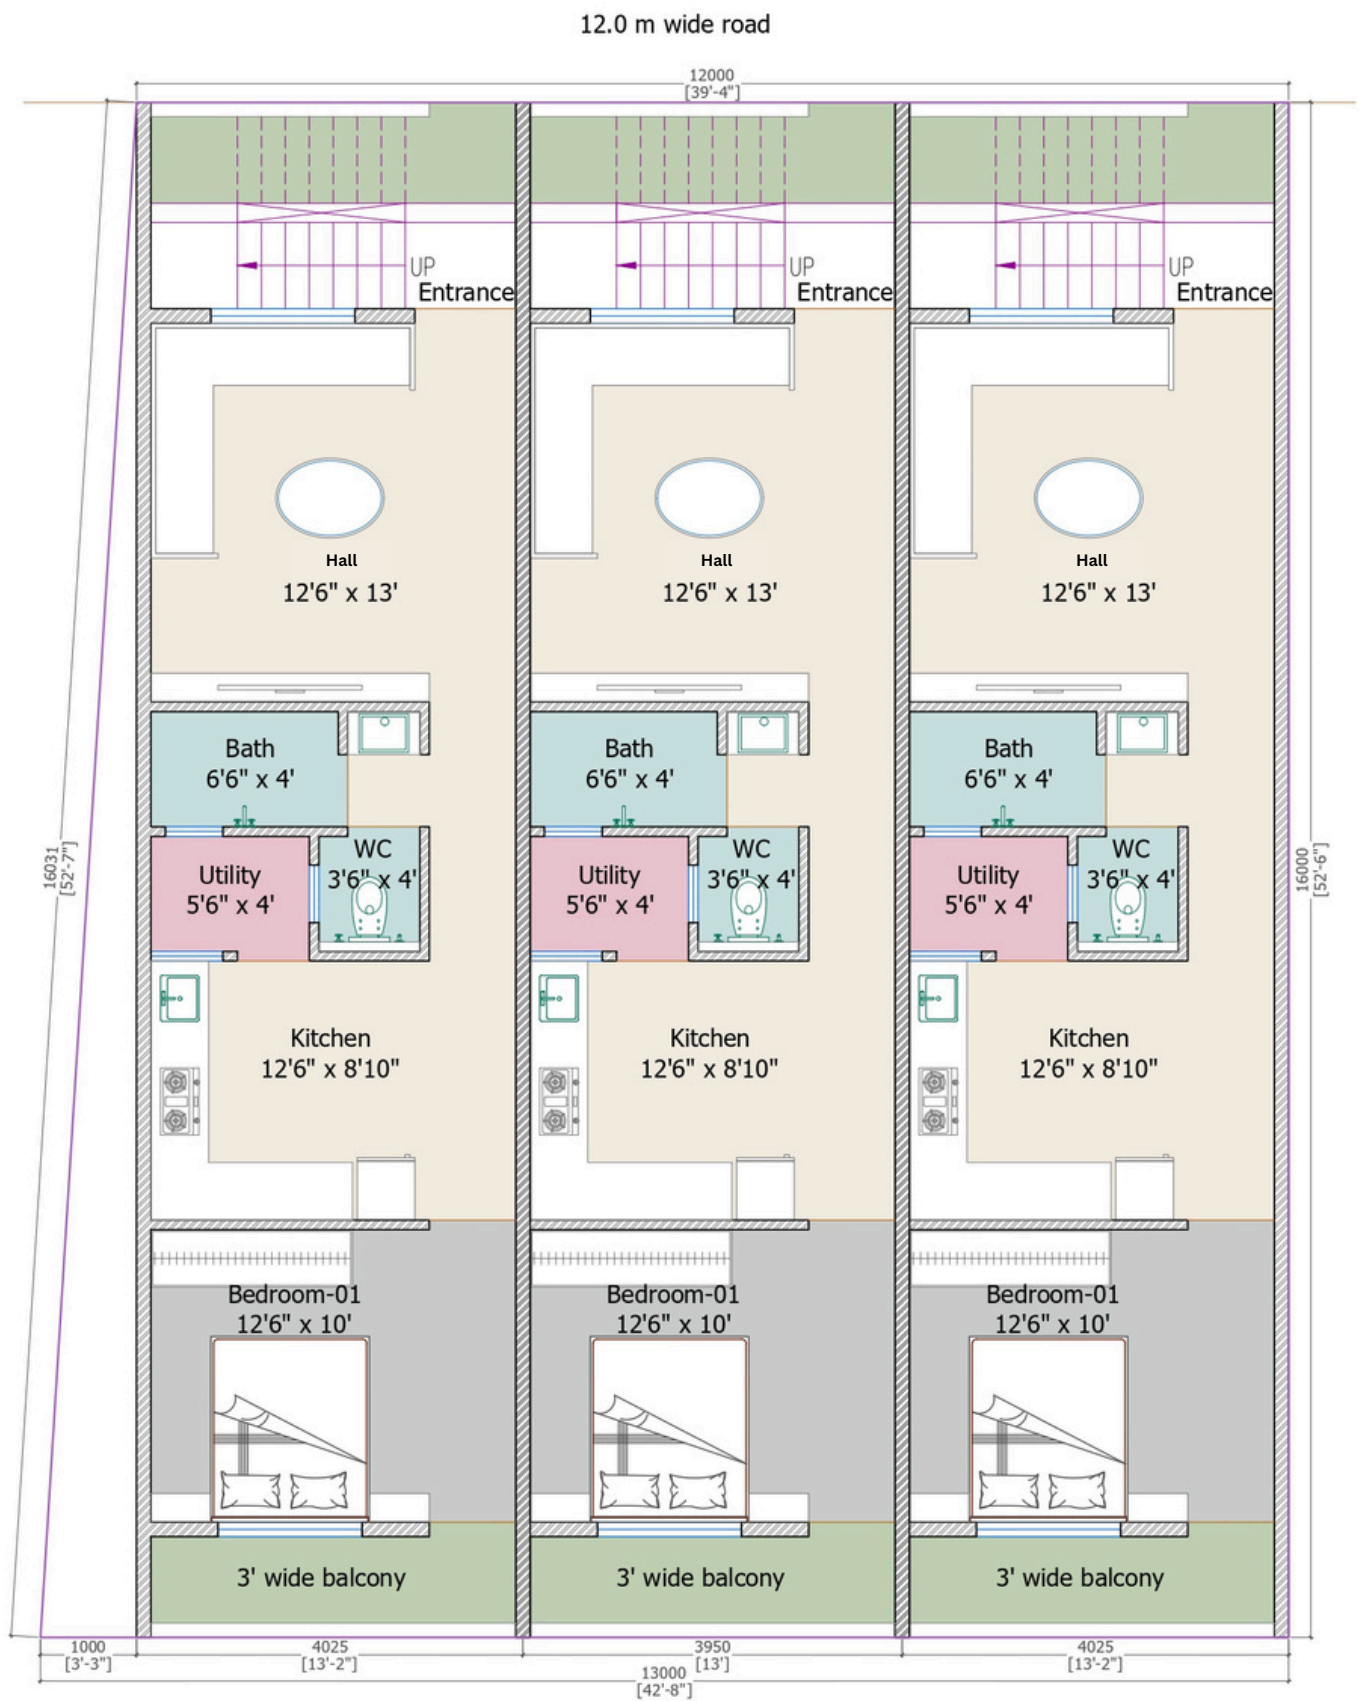 12.0 m wide road
12000
[39'-4"]
UP
UP
UP
Entrance
Entrance
Entrance
Hall
12'6" x 13'
Hall
12'6" x 13'
Hall
12'6" x 13'
Bath
6'6" x 4'
Bath
6'6" x 4'
Bath
6'6" x 4'
16031
[52'-7"]
Utility
5'6" x 4'
WC
3'6" x 4'
Utility
5'6" x 4'
WC
3'6" x 4'
Utility
5'6" x 4'
WC
3'6" x 4'
16000
[52'-6"]
Kitchen
12'6" x 8'10"
Kitchen
12'6" x 8'10"
Kitchen
12'6" x 8'10"
Bedroom-01
12'6" x 10'
Bedroom-01
12'6" x 10'
Bedroom-01
12'6" x 10'
3' wide balcony
3' wide balcony
3' wide balcony
1000
[3'-3"]
4025
[13'-2"]
3950
[13']
4025
[13'-2"]
13000
[42'-8"]